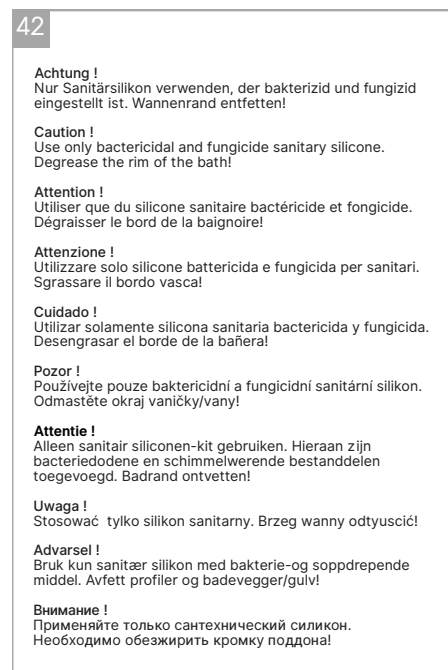 42
Achtung !
Nur Sanitärsilikon verwenden, der bakterizid und fungizid
eingestellt ist. Wannenrand entfetten!
Caution !
Use only bactericidal and fungicide sanitary silicone.
Degrease the rim of the bath!
Attention !
Utiliser que du silicone sanitaire bactéricide et fongicide.
Dégraisser le bord de la baignoire!
Attenzione !
Utilizzare solo silicone battericida e fungicida per sanitari.
Sgrassare il bordo vasca!
Cuidado !
Utilizar solamente silicona sanitaria bactericida y fungicida.
Desengrasar el borde de la bañera!
Pozor !
Používejte pouze baktericidní a fungicidní sanitární silikon.
Odmastěte okraj vaničky/vany!
Attentie !
Alleen sanitair siliconen-kit gebruiken. Hieraan zijn
bacteriedodene en schimmelwerende bestanddelen
toegevoegd. Badrand ontvetten!
Uwaga !
Stosować tylko silikon sanitarny. Brzeg wanny odtyuscić!
Advarsel !
Bruk kun sanitær silikon med bakterie-og soppdrepende
middel. Avfett profiler og badevegger/gulv!
Внимание !
Применяйте только сантехнический силикон.
Необходимо обезжирить кромку поддона!